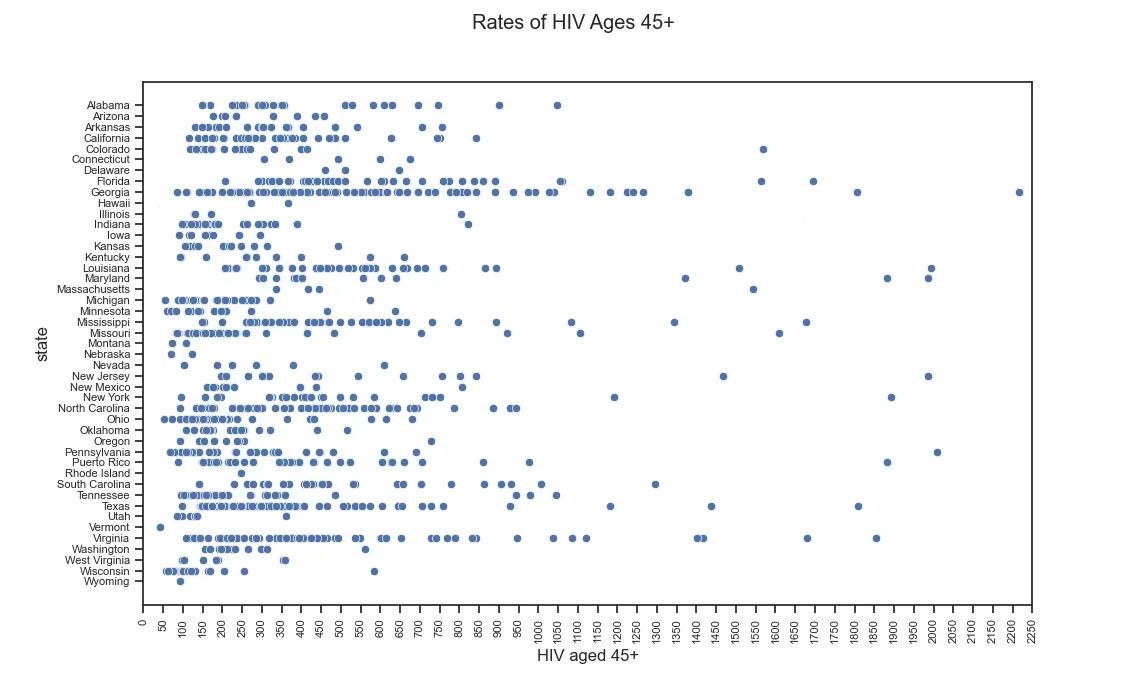 Rates of HIV Ages 45+
state
Alabama
Arizona
Arkansas
California
Colorado
Connecticut
Delaware
Florida
Georgia
Hawaii
Illinois
Indiana
Iowa
Kansas
Kentucky
Louisiana
Maryland
Massachusetts
Michigan
Minnesota
Mississippi
Missouri
Montana
Nebraska
Nevada
New Jersey
New Mexico
New York
North Carolina
Ohio
Oklahoma
Oregon
Pennsylvania
Puerto Rico
Rhode Island
South Carolina
Tennessee
Texas
Utah
Vermont
Virginia
Washington
West Virginia
Wisconsin
Wyoming
0 50 100 150 200 250 300 350 400 450 500 550 600 650 700 750 800 850 900 950 1000 1050 1100 1150 1200 1250 1300 1350 1400 1450 1500 1550 1600 1650 1700 1750 1800 1850 1900 1950 2000 2050 2100 2150 2200 2250
HIV aged 45+